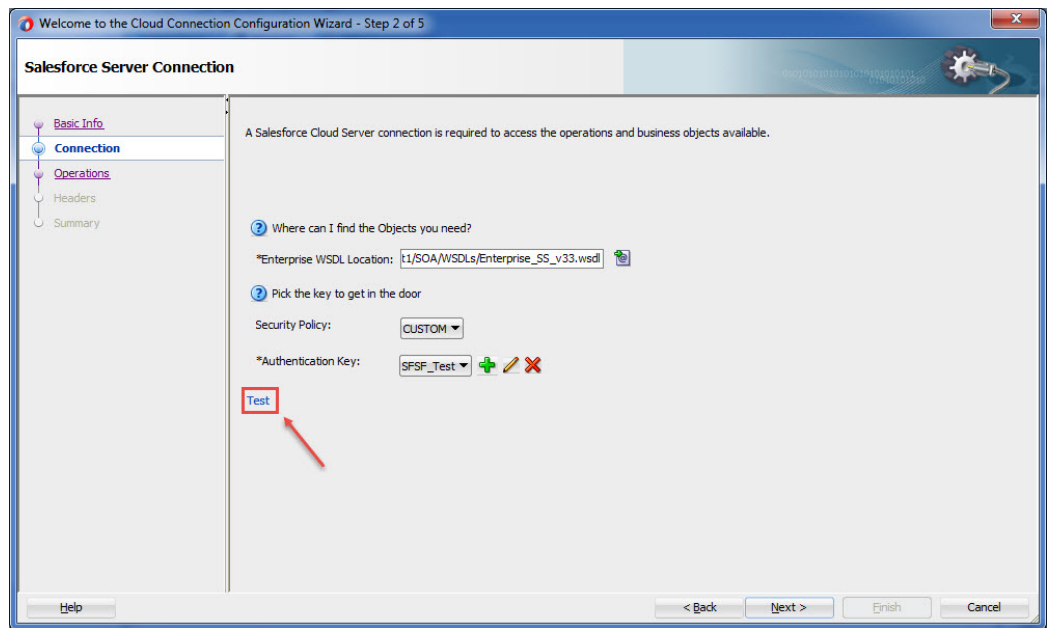 Welcome to the Cloud Connection Configuration Wizard - Step 2 of 5
Salesforce Server Connection
Basic Info
Connection
Operations
Headers
Summary
A Salesforce Cloud Server connection is required to access the operations and business objects available.
Where can I find the Objects you need?
*Enterprise WSDL Location: t1/SOA/WSDLs/Enterprise_SS_v33.wsdl
Pick the key to get in the door
Security Policy: CUSTOM
*Authentication Key: SFSF_Test
Test
Help
< Back Next > Finish Cancel